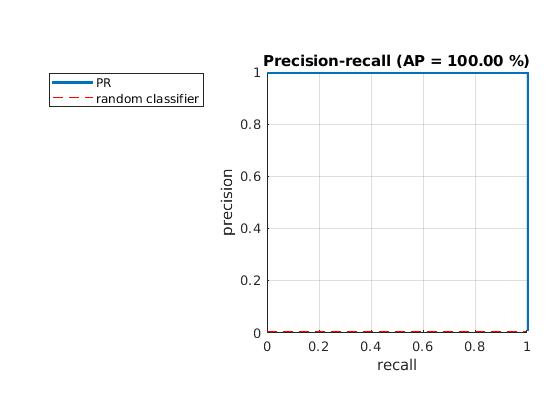 Precision-recall (AP = 100.00 %)
PR
random classifier
precision
1
0.8
0.6
0.4
0.2
0
0 0.2 0.4 0.6 0.8 1
recall